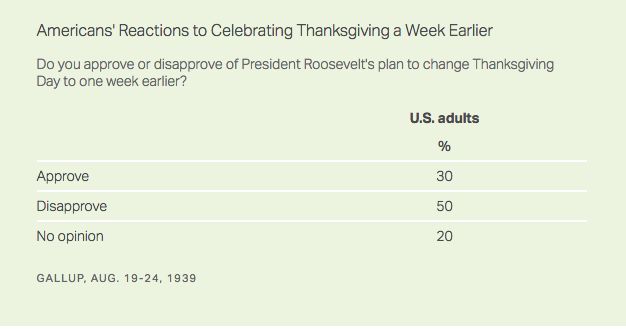 Americans' Reactions to Celebrating Thanksgiving a Week Earlier
Do you approve or disapprove of President Roosevelt's plan to change Thanksgiving
Day to one week earlier?
U.S. adults
%
Approve 30
Disapprove 50
No opinion 20
GALLUP, AUG. 19-24, 1939